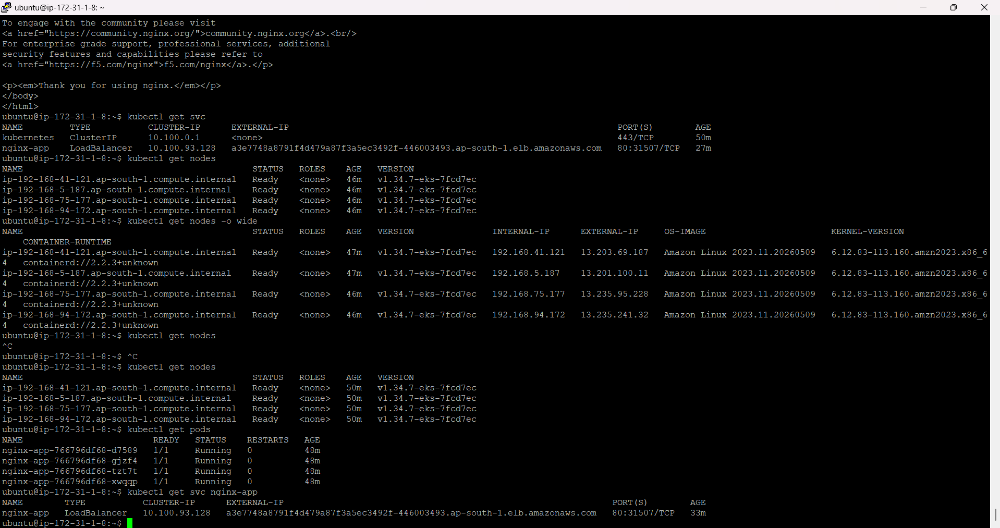 ubuntu@ip-172-31-1-8: ~
To engage with the community please visit
<a href="https://community.nginx.org/">community.nginx.org</a>.<br/>
For enterprise grade support, professional services, additional
security features and capabilities please refer to
<a href="https://f5.com/nginx">f5.com/nginx</a>.</p>

<p><em>Thank you for using nginx.</em></p>
</body>
</html>
ubuntu@ip-172-31-1-8:~$ kubectl get svc
NAME         TYPE           CLUSTER-IP      EXTERNAL-IP                                                               PORT(S)        AGE
kubernetes   ClusterIP      10.100.0.1      <none>                                                                    443/TCP        50m
nginx-app    LoadBalancer   10.100.93.128   a3e7748a8791f4d479a87f3a5ec3492f-446003493.ap-south-1.elb.amazonaws.com   80:31507/TCP   27m
ubuntu@ip-172-31-1-8:~$ kubectl get nodes
NAME                                            STATUS   ROLES    AGE   VERSION
ip-192-168-41-121.ap-south-1.compute.internal   Ready    <none>   46m   v1.34.7-eks-7fcd7ec
ip-192-168-5-187.ap-south-1.compute.internal    Ready    <none>   46m   v1.34.7-eks-7fcd7ec
ip-192-168-75-177.ap-south-1.compute.internal   Ready    <none>   46m   v1.34.7-eks-7fcd7ec
ip-192-168-94-172.ap-south-1.compute.internal   Ready    <none>   46m   v1.34.7-eks-7fcd7ec
ubuntu@ip-172-31-1-8:~$ kubectl get nodes -o wide
NAME                                            STATUS   ROLES    AGE   VERSION               INTERNAL-IP      EXTERNAL-IP     OS-IMAGE                        KERNEL-VERSION
    CONTAINER-RUNTIME
ip-192-168-41-121.ap-south-1.compute.internal   Ready    <none>   47m   v1.34.7-eks-7fcd7ec   192.168.41.121   13.203.69.187   Amazon Linux 2023.11.20260509   6.12.83-113.160.amzn2023.x86_6
4   containerd://2.2.3+unknown
ip-192-168-5-187.ap-south-1.compute.internal    Ready    <none>   47m   v1.34.7-eks-7fcd7ec   192.168.5.187    13.201.100.11   Amazon Linux 2023.11.20260509   6.12.83-113.160.amzn2023.x86_6
4   containerd://2.2.3+unknown
ip-192-168-75-177.ap-south-1.compute.internal   Ready    <none>   46m   v1.34.7-eks-7fcd7ec   192.168.75.177   13.235.95.228   Amazon Linux 2023.11.20260509   6.12.83-113.160.amzn2023.x86_6
4   containerd://2.2.3+unknown
ip-192-168-94-172.ap-south-1.compute.internal   Ready    <none>   46m   v1.34.7-eks-7fcd7ec   192.168.94.172   13.235.241.32   Amazon Linux 2023.11.20260509   6.12.83-113.160.amzn2023.x86_6
4   containerd://2.2.3+unknown
ubuntu@ip-172-31-1-8:~$ kubectl get nodes
^C
ubuntu@ip-172-31-1-8:~$ ^C
ubuntu@ip-172-31-1-8:~$ kubectl get nodes
NAME                                            STATUS   ROLES    AGE   VERSION
ip-192-168-41-121.ap-south-1.compute.internal   Ready    <none>   50m   v1.34.7-eks-7fcd7ec
ip-192-168-5-187.ap-south-1.compute.internal    Ready    <none>   50m   v1.34.7-eks-7fcd7ec
ip-192-168-75-177.ap-south-1.compute.internal   Ready    <none>   50m   v1.34.7-eks-7fcd7ec
ip-192-168-94-172.ap-south-1.compute.internal   Ready    <none>   50m   v1.34.7-eks-7fcd7ec
ubuntu@ip-172-31-1-8:~$ kubectl get pods
NAME                         READY   STATUS    RESTARTS   AGE
nginx-app-766796df68-d7589   1/1     Running   0          48m
nginx-app-766796df68-gjzf4   1/1     Running   0          48m
nginx-app-766796df68-tzt7t   1/1     Running   0          48m
nginx-app-766796df68-xwqqp   1/1     Running   0          48m
ubuntu@ip-172-31-1-8:~$ kubectl get svc nginx-app
NAME        TYPE           CLUSTER-IP      EXTERNAL-IP                                                               PORT(S)        AGE
nginx-app   LoadBalancer   10.100.93.128   a3e7748a8791f4d479a87f3a5ec3492f-446003493.ap-south-1.elb.amazonaws.com   80:31507/TCP   33m
ubuntu@ip-172-31-1-8:~$